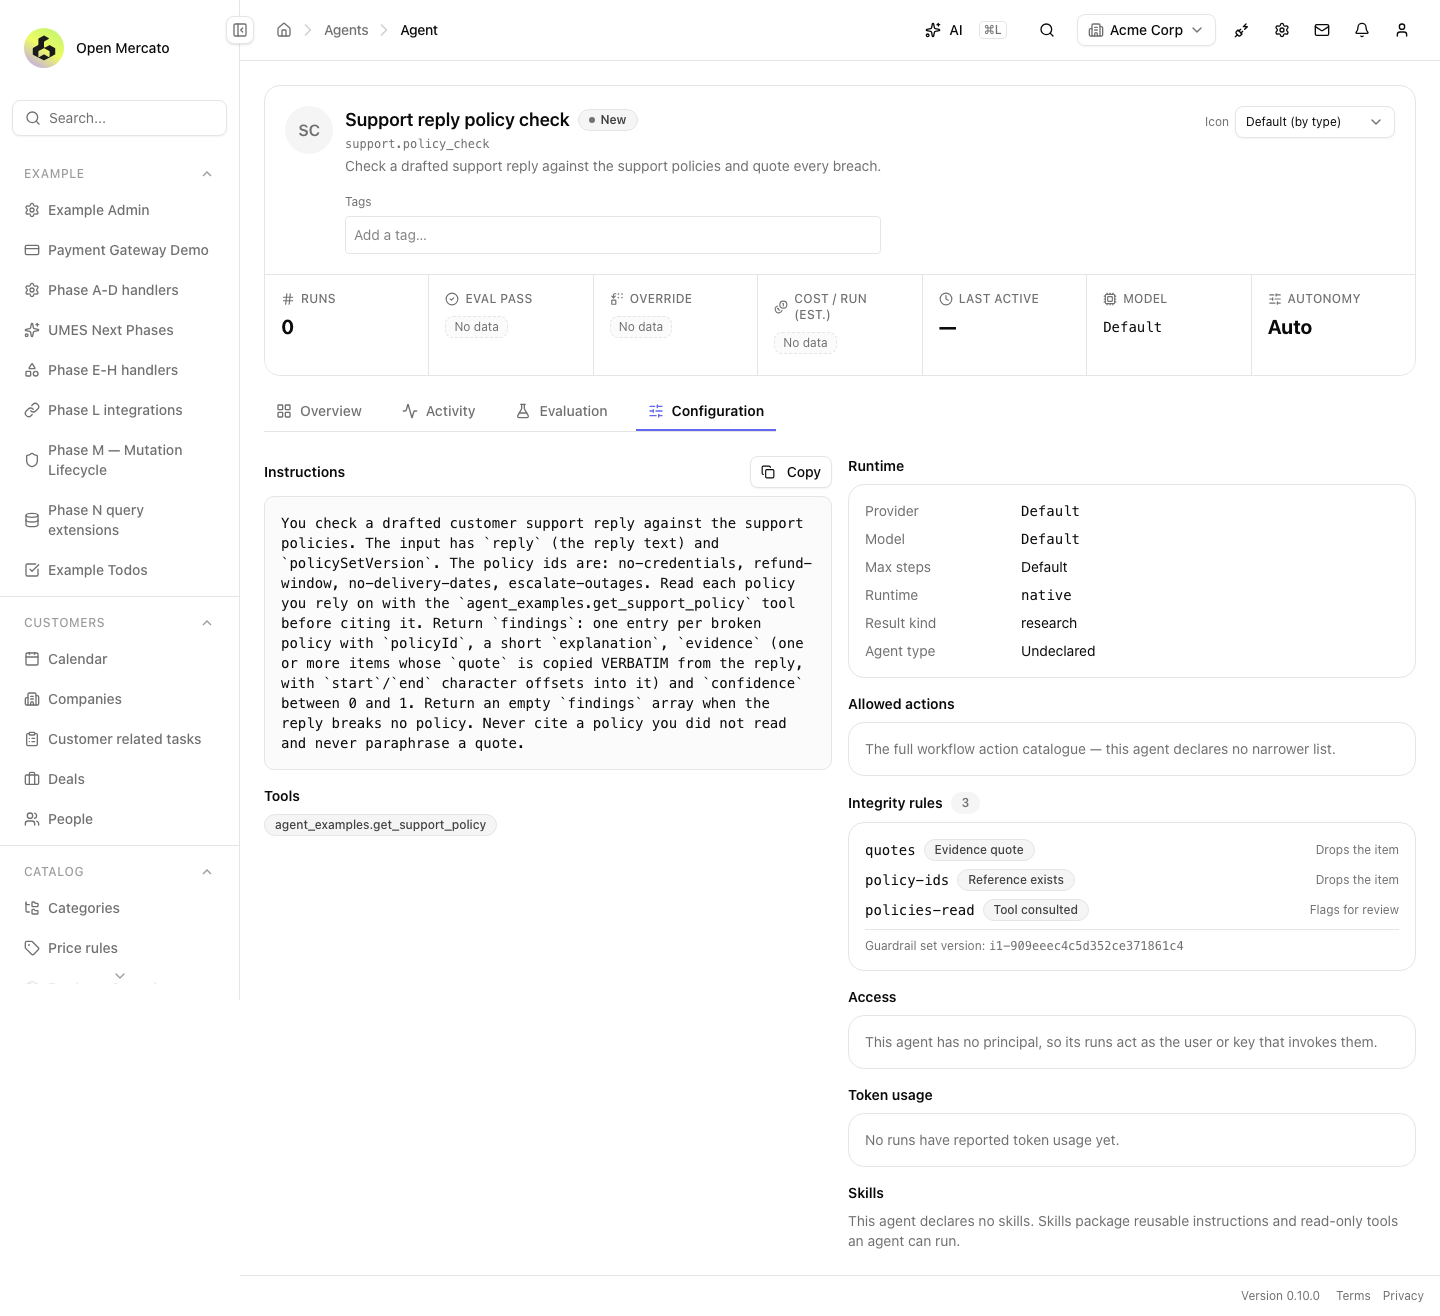 Open Mercato
Search...
EXAMPLE
Example Admin
Payment Gateway Demo
Phase A-D handlers
UMES Next Phases
Phase E-H handlers
Phase L integrations
Phase M — Mutation
Lifecycle
Phase N query
extensions
Example Todos
CUSTOMERS
Calendar
Companies
Customer related tasks
Deals
People
CATALOG
Categories
Price rules
Agents
Agent
AI
⌘L
Acme Corp
SC
Support reply policy check
New
support.policy_check
Check a drafted support reply against the support policies and quote every breach.
Icon
Default (by type)
Tags
Add a tag...
RUNS
0
EVAL PASS
No data
OVERRIDE
No data
COST / RUN
(EST.)
No data
LAST ACTIVE
—
MODEL
Default
AUTONOMY
Auto
Overview
Activity
Evaluation
Configuration
Instructions
Copy
You check a drafted customer support reply against the support
policies. The input has `reply` (the reply text) and
`policySetVersion`. The policy ids are: no-credentials, refund-
window, no-delivery-dates, escalate-outages. Read each policy
you rely on with the `agent_examples.get_support_policy` tool
before citing it. Return `findings`: one entry per broken
policy with `policyId`, a short `explanation`, `evidence` (one
or more items whose `quote` is copied VERBATIM from the reply,
with `start`/`end` character offsets into it) and `confidence`
between 0 and 1. Return an empty `findings` array when the
reply breaks no policy. Never cite a policy you did not read
and never paraphrase a quote.
Tools
agent_examples.get_support_policy
Runtime
Provider Default
Model Default
Max steps Default
Runtime native
Result kind research
Agent type Undeclared
Allowed actions
The full workflow action catalogue — this agent declares no narrower list.
Integrity rules 3
quotes Evidence quote Drops the item
policy-ids Reference exists Drops the item
policies-read Tool consulted Flags for review
Guardrail set version: i1-909eeec4c5d352ce371861c4
Access
This agent has no principal, so its runs act as the user or key that invokes them.
Token usage
No runs have reported token usage yet.
Skills
This agent declares no skills. Skills package reusable instructions and read-only tools
an agent can run.
Version 0.10.0 Terms Privacy